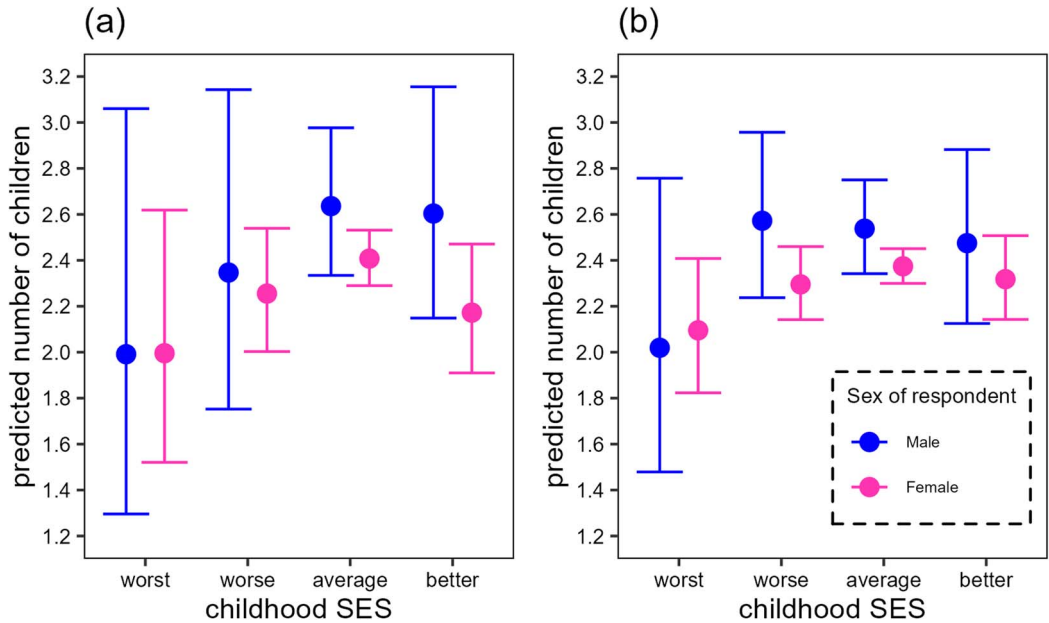 (a)
predicted number of children
3.2
3.0
2.8
2.6
2.4
2.2
2.0
1.8
1.6
1.4
1.2
worst worse average better
childhood SES
(b)
predicted number of children
3.2
3.0
2.8
2.6
2.4
2.2
2.0
1.8
1.6
1.4
1.2
Sex of respondent
Male
Female
worst worse average better
childhood SES